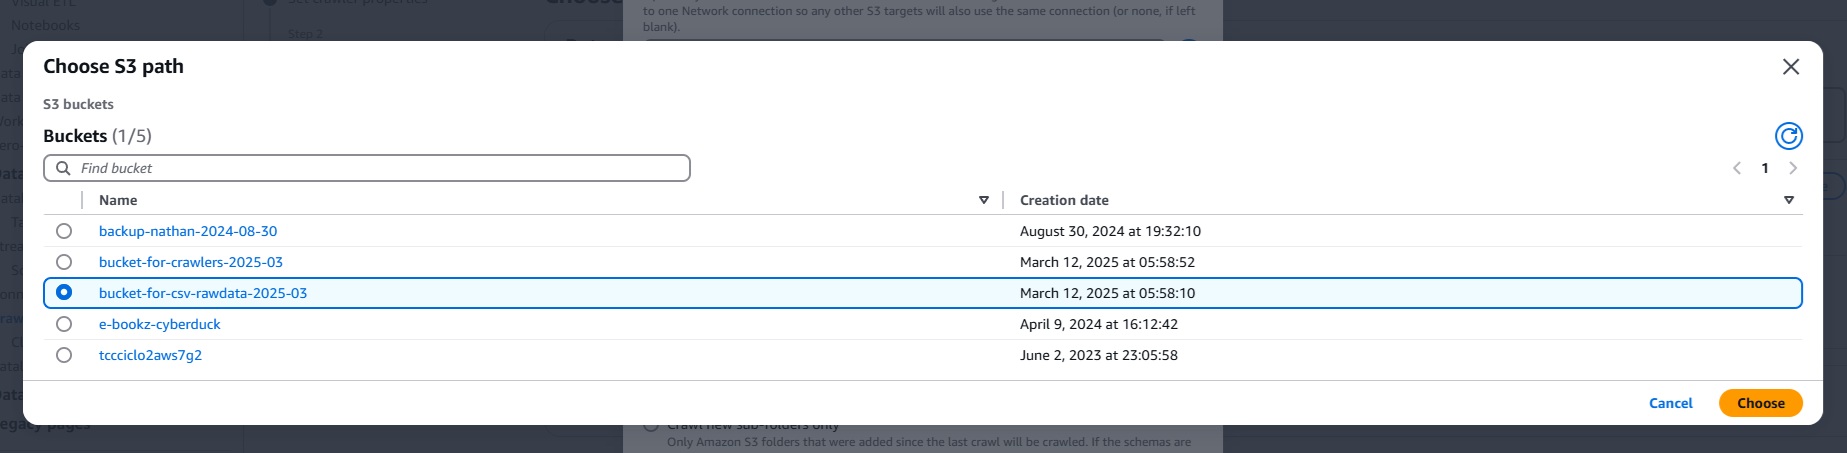 Visual ETL
Set crawler properties
Notebooks
Step 2
to one Network connection so any other S3 targets will also use the same connection (or none, if left
blank).
Choose S3 path
S3 buckets
Buckets (1/5)
Find bucket
1
Name
Creation date
backup-nathan-2024-08-30
August 30, 2024 at 19:32:10
bucket-for-crawlers-2025-03
March 12, 2025 at 05:58:52
bucket-for-csv-rawdata-2025-03
March 12, 2025 at 05:58:10
e-bookz-cyberduck
April 9, 2024 at 16:12:42
tccciclo2aws7g2
June 2, 2023 at 23:05:58
Cancel
Choose
Crawl new sub-folders only
Only Amazon S3 folders that were added since the last crawl will be crawled. If the schemas are